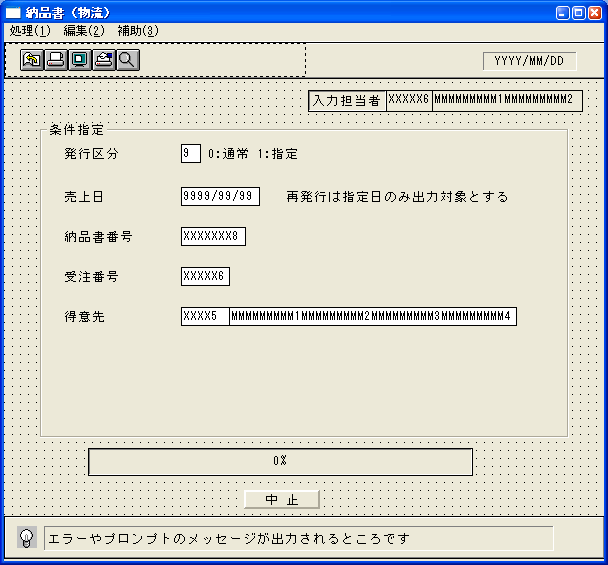 納品書（物流）
処理(1) 編集(2) 補助(3)
YYYY/MM/DD
入力担当者 XXXXX6 MMMMMMMMM1MMMMMMMMM2
条件指定
発行区分 9 0:通常 1:指定
売上日 9999/99/99 再発行は指定日のみ出力対象とする
納品書番号 XXXXXXX8
受注番号 XXXXX6
得意先 XXXX5 MMMMMMMMM1MMMMMMMMM2MMMMMMMMM3MMMMMMMMM4
0%
中 止
エラーやプロンプトのメッセージが出力されるところです